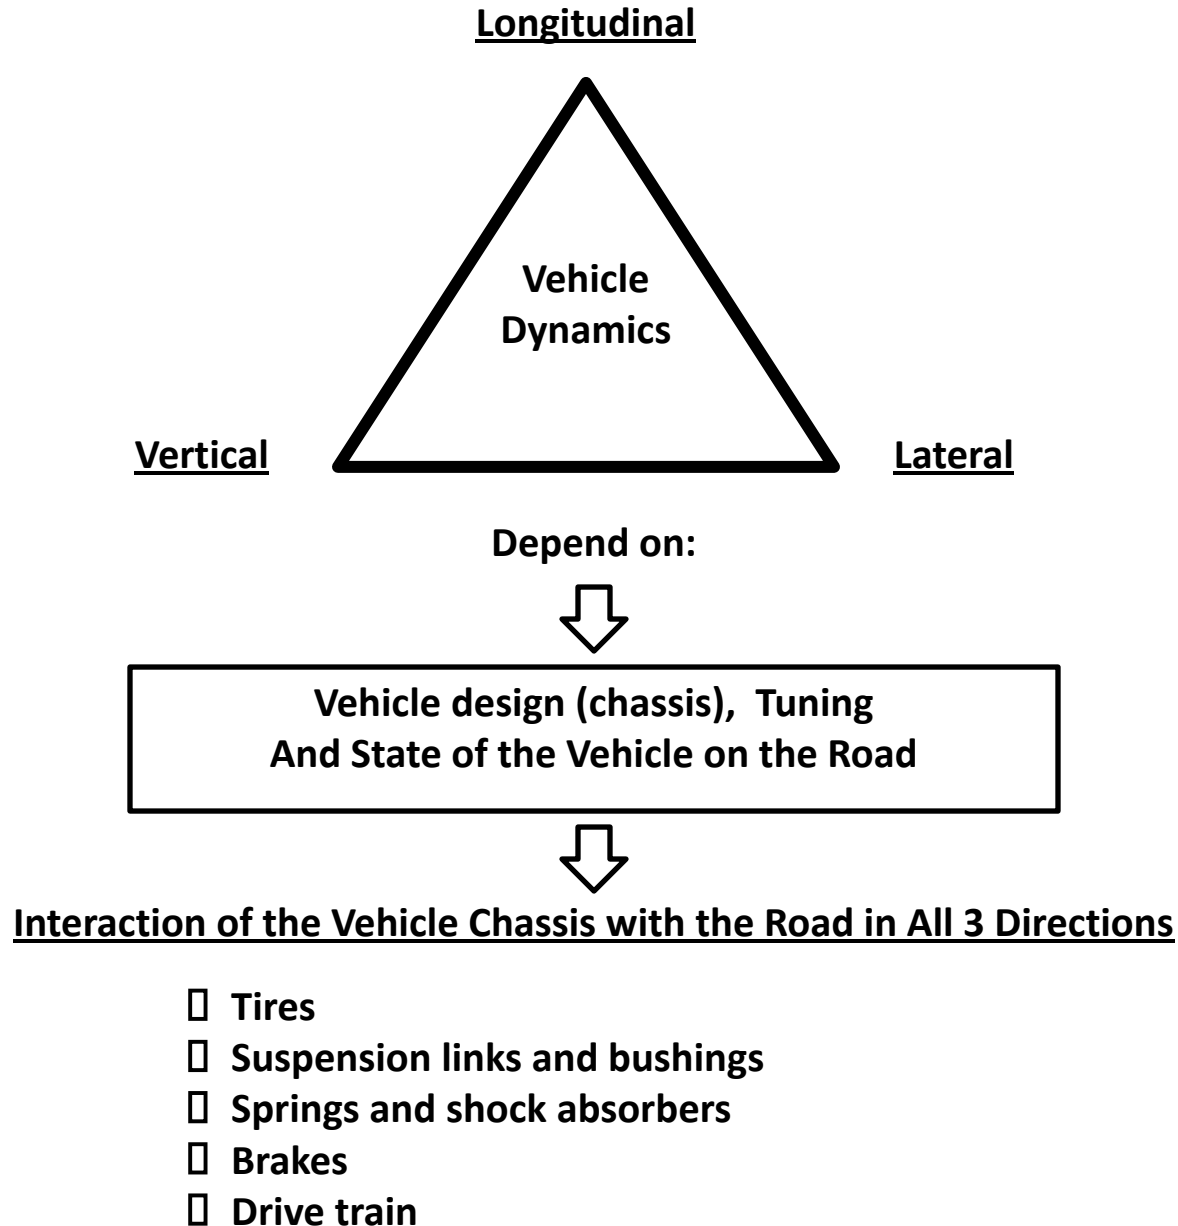 Longitudinal
Vehicle
Dynamics
Vertical
Lateral
Depend on:
Vehicle design (chassis),  Tuning
And State of the Vehicle on the Road
Interaction of the Vehicle Chassis with the Road in All 3 Directions
▯ Tires
▯ Suspension links and bushings
▯ Springs and shock absorbers
▯ Brakes
▯ Drive train